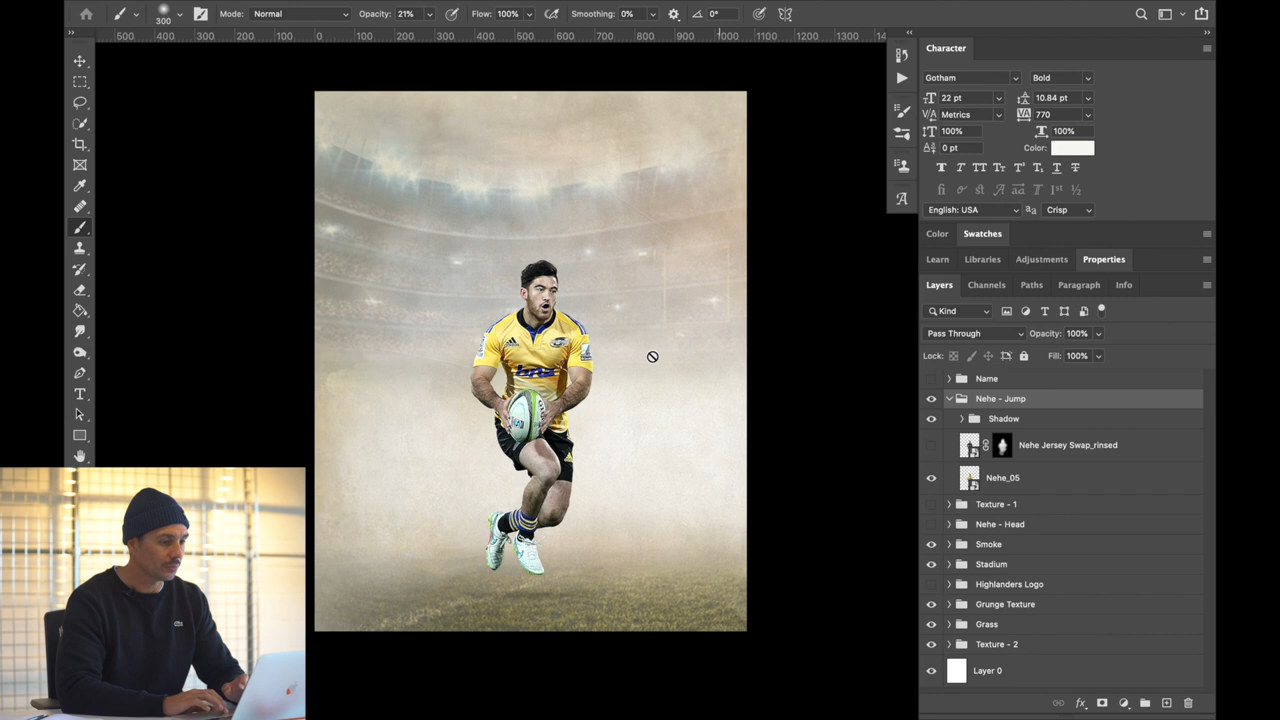 300
Mode: Normal
Opacity: 21%
Flow: 100%
Smoothing: 0%
0°
500 400 300 200 100 0 100 200 300 400 500 600 700 800 900 1000 1100 1200 1300
Character
Gotham
Bold
22 pt
10.84 pt
Metrics
770
100%
100%
0 pt
Color:
English: USA
Crisp
Color
Swatches
Learn
Libraries
Adjustments
Properties
Layers
Channels
Paths
Paragraph
Info
Kind
Pass Through
Opacity: 100%
Lock:
Fill: 100%
Name
Nehe - Jump
Shadow
Nehe Jersey Swap_rinsed
Nehe_05
Texture - 1
Nehe - Head
Smoke
Stadium
Highlanders Logo
Grunge Texture
Grass
Texture - 2
Layer 0